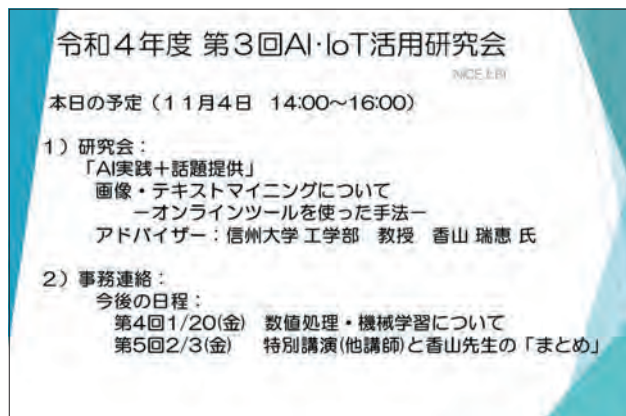 令和4年度 第3回AI・IoT活用研究会
本日の予定(11月4日 14:00~16:00)
1)研究会:
「AI実践+話題提供」
画像・テキストマイニングについて
ーオンラインツールを使った手法ー
アドバイザー:信州大学 工学部 教授 香山 瑞恵 氏
2)事務連絡:
今後の日程:
第4回1/20(金) 数値処理・機械学習について
第5回2/3(金) 特別講演(他講師)と香山先生の「まとめ」